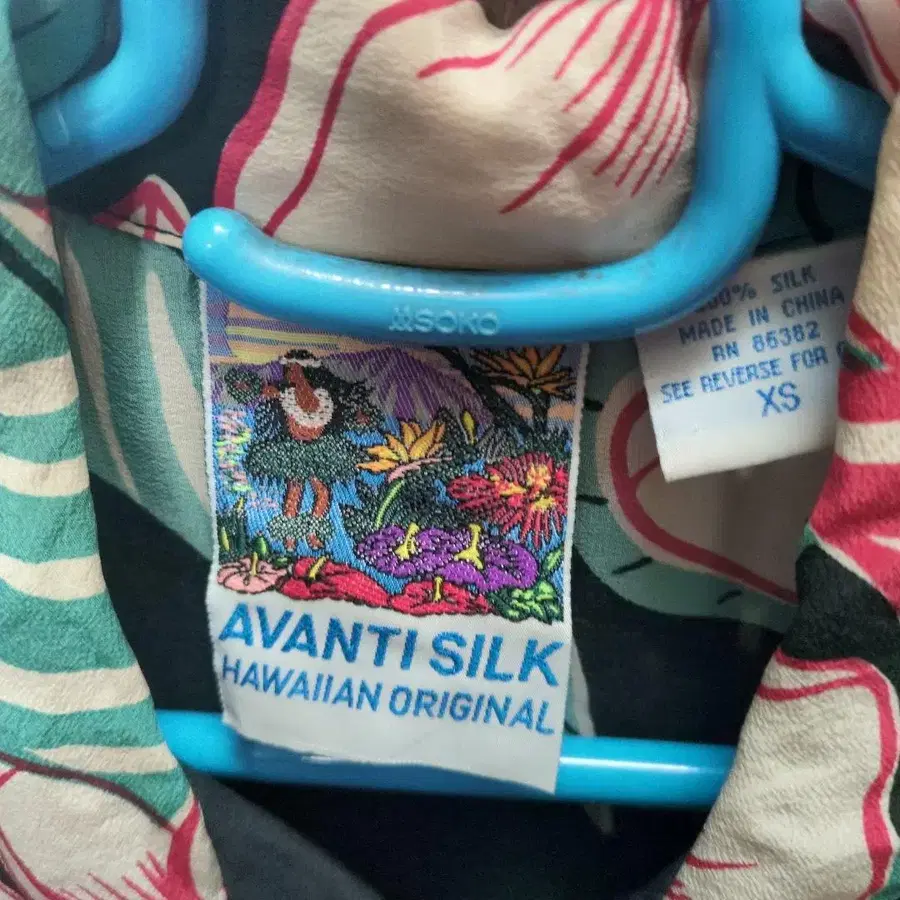 SOKO
100% SILK
MADE IN CHINA
RN 86382
SEE REVERSE FOR
XS
AVANTI SILK
HAWAIIAN ORIGINAL